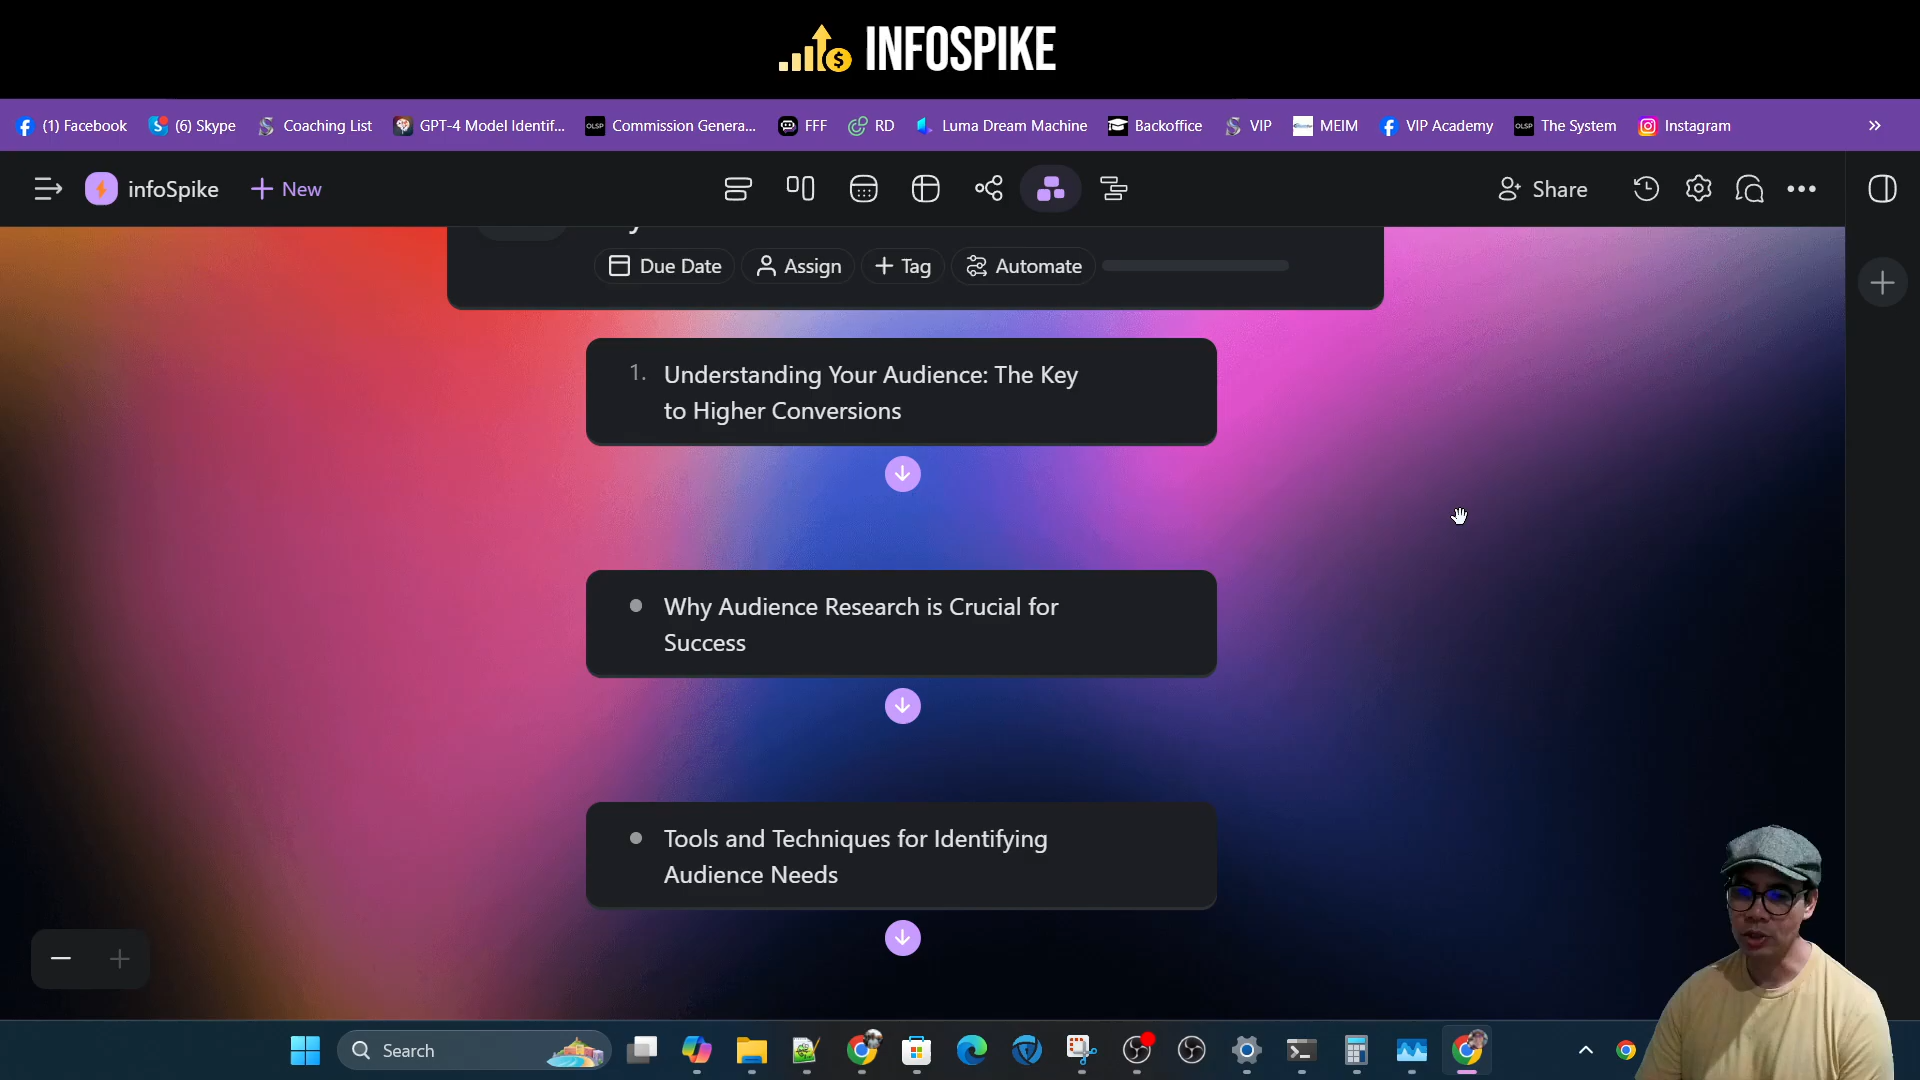 INFOSPIKE
(1) Facebook
(6) Skype
Coaching List
GPT-4 Model Identif...
OLSP
Commission Genera...
FFF
RD
Luma Dream Machine
Backoffice
VIP
MEIM
VIP Academy
OLSP
The System
Instagram
infoSpike
+ New
Share
Due Date
Assign
+ Tag
Automate
1. Understanding Your Audience: The Key
to Higher Conversions
Why Audience Research is Crucial for
Success
Tools and Techniques for Identifying
Audience Needs
Search